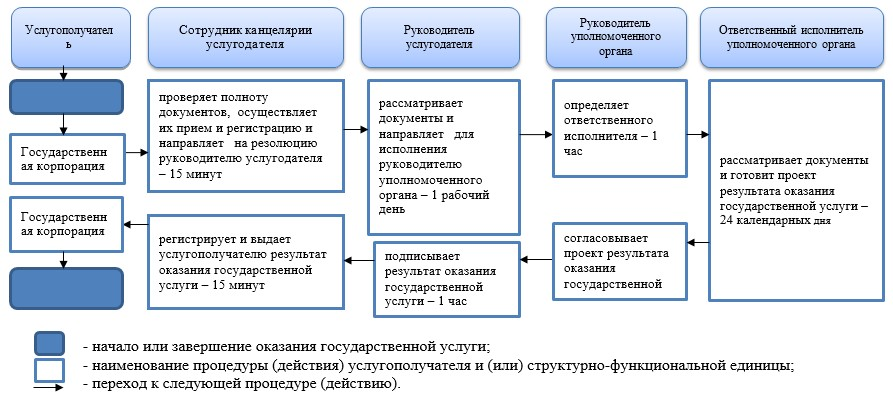 Услугополучател
ь
Сотрудник канцелярии
услугодателя
Руководитель
услугодателя
Руководитель
уполномоченного
органа
Ответственный исполнитель
уполномоченного органа
Государственн
ая корпорация
проверяет полноту
документов, осуществляет
их прием и регистрацию и
направляет на резолюцию
руководителю услугодателя
– 15 минут
рассматривает
документы и
направляет для
исполнения
руководителю
уполномоченного
органа – 1 рабочий
день
определяет
ответственного
исполнителя – 1
час
рассматривает документы
и готовит проект
результата оказания
государственной услуги –
24 календарных дня
Государственн
ая корпорация
регистрирует и выдает
услугополучателю результат
оказания государственной
услуги – 15 минут
подписывает
результат оказания
государственной
услуги – 1 час
согласовывает
проект результата
оказания
государственной
- начало или завершение оказания государственной услуги;
- наименование процедуры (действия) услугополучателя и (или) структурно-функциональной единицы;
- переход к следующей процедуре (действию).